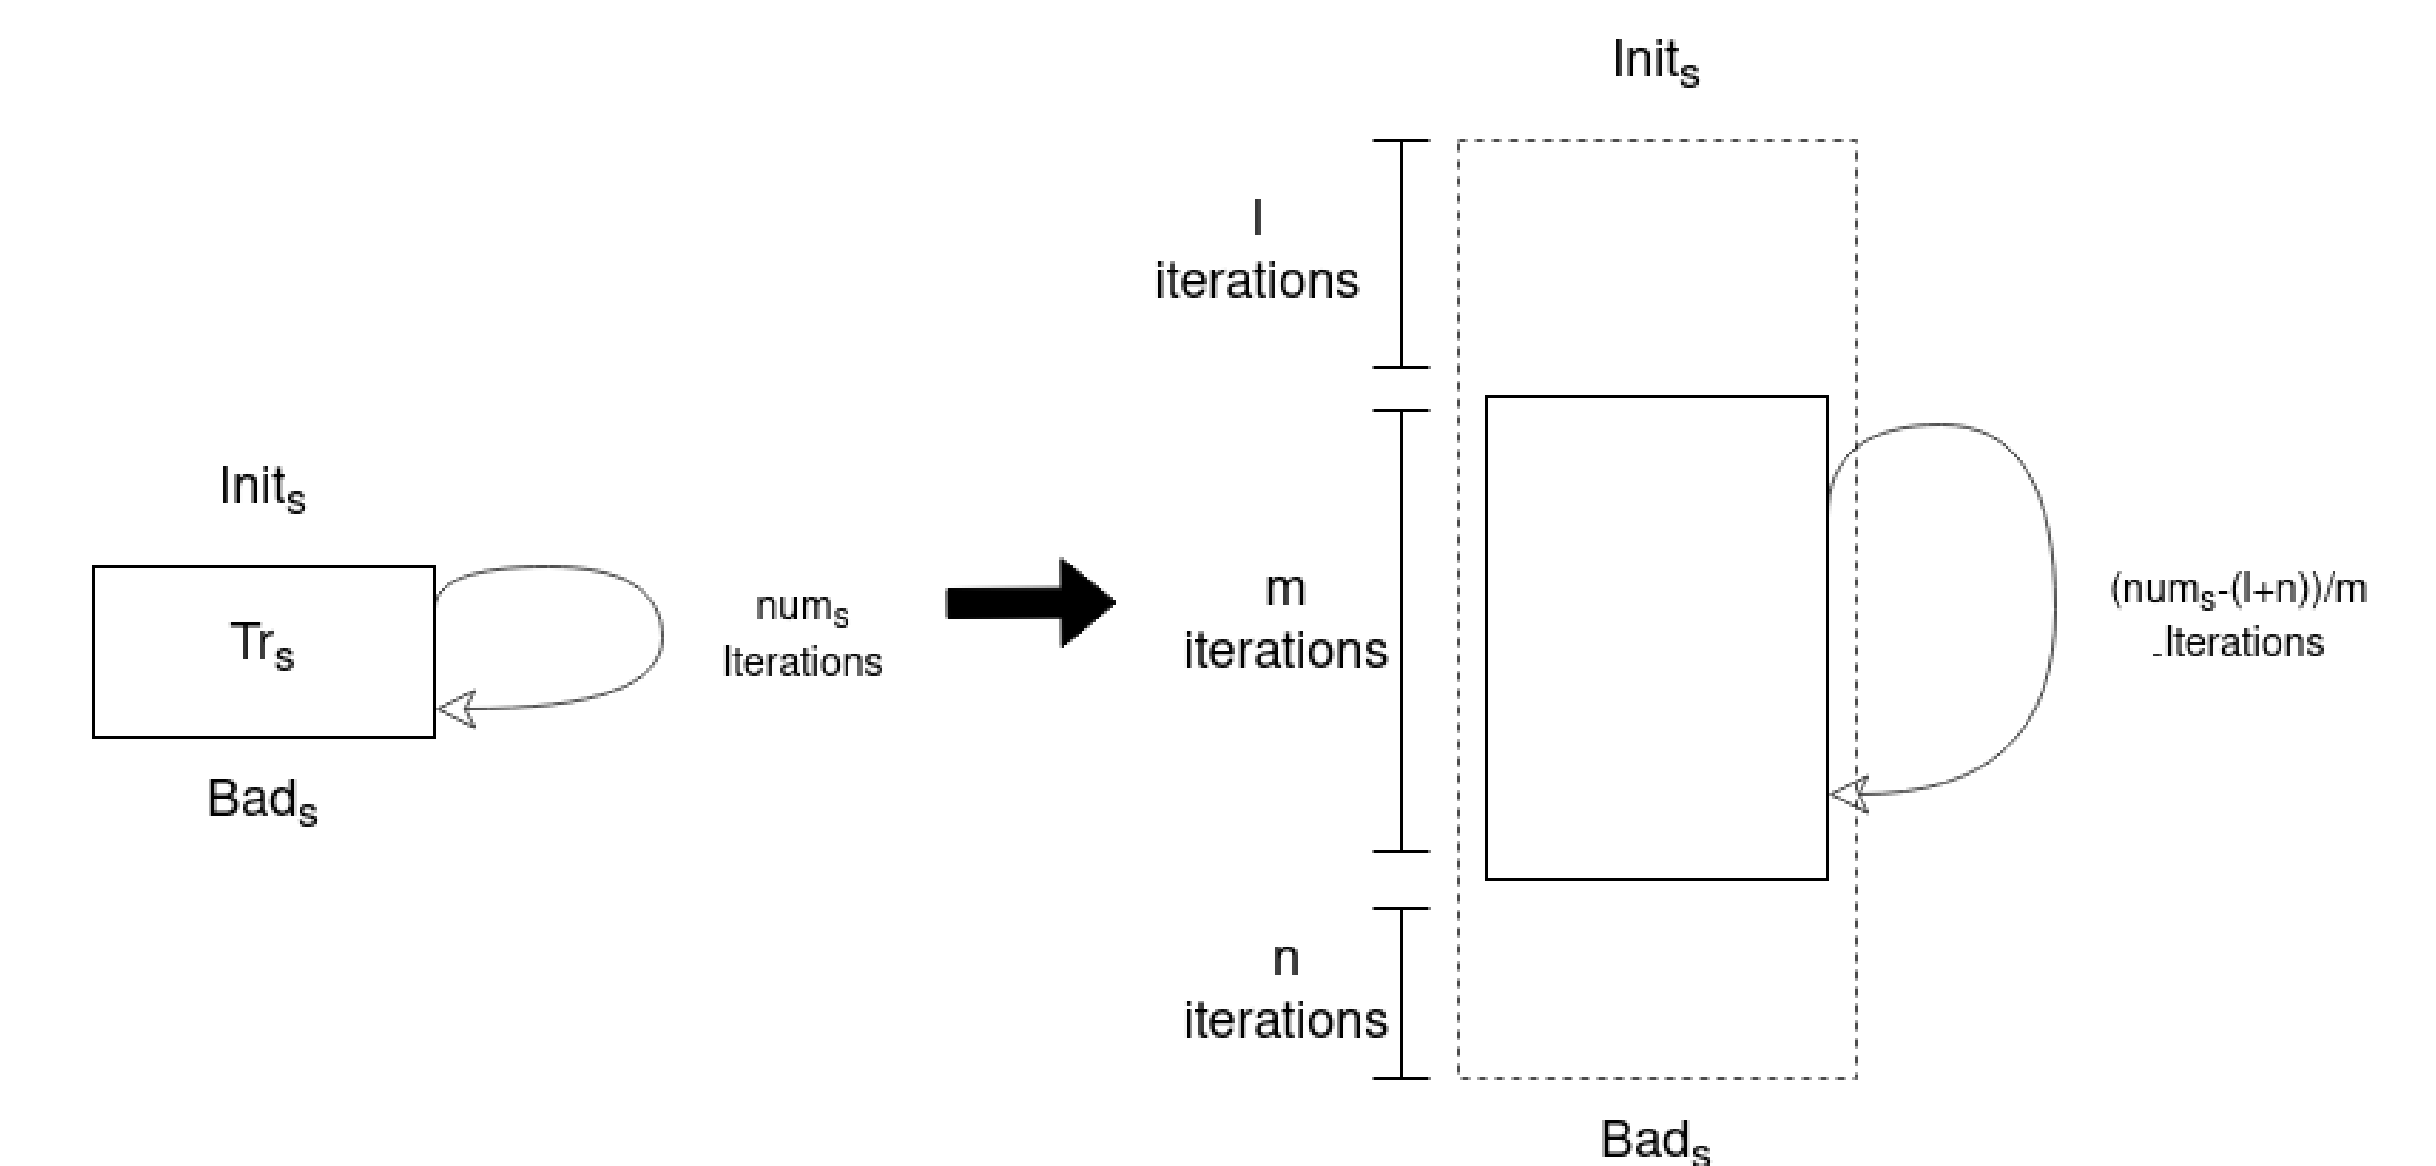 Init_s
Tr_s
Bad_s
num_s
Iterations
Init_s
l
iterations
m
iterations
n
iterations
(num_s-(l+n))/m
Iterations
Bad_s